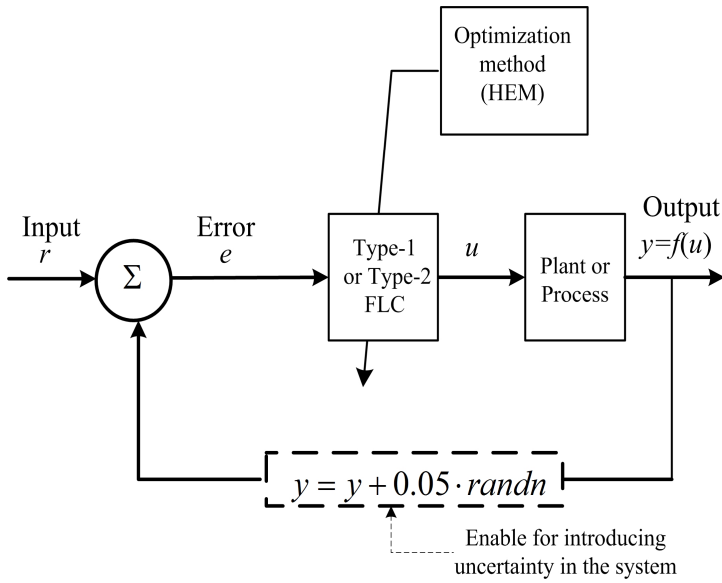 Optimization
method
(HEM)
Input
r
Σ
Error
e
Type-1
or Type-2
FLC
u
Plant or
Process
Output
y=f(u)
y = y + 0.05 · randn
Enable for introducing
uncertainty in the system